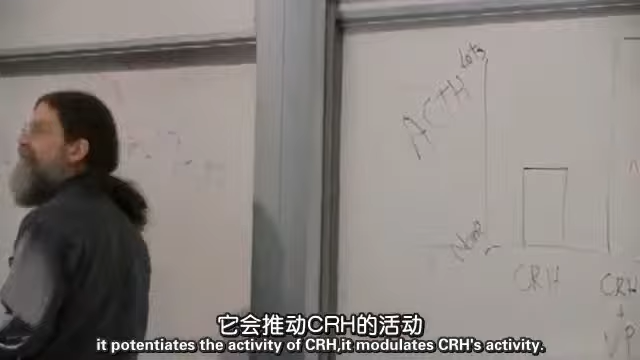 lots
ACTH
None
CRH
CRH
+
VP
它会推动CRH的活动
it potentiates the activity of CRH,it modulates CRH's activity.